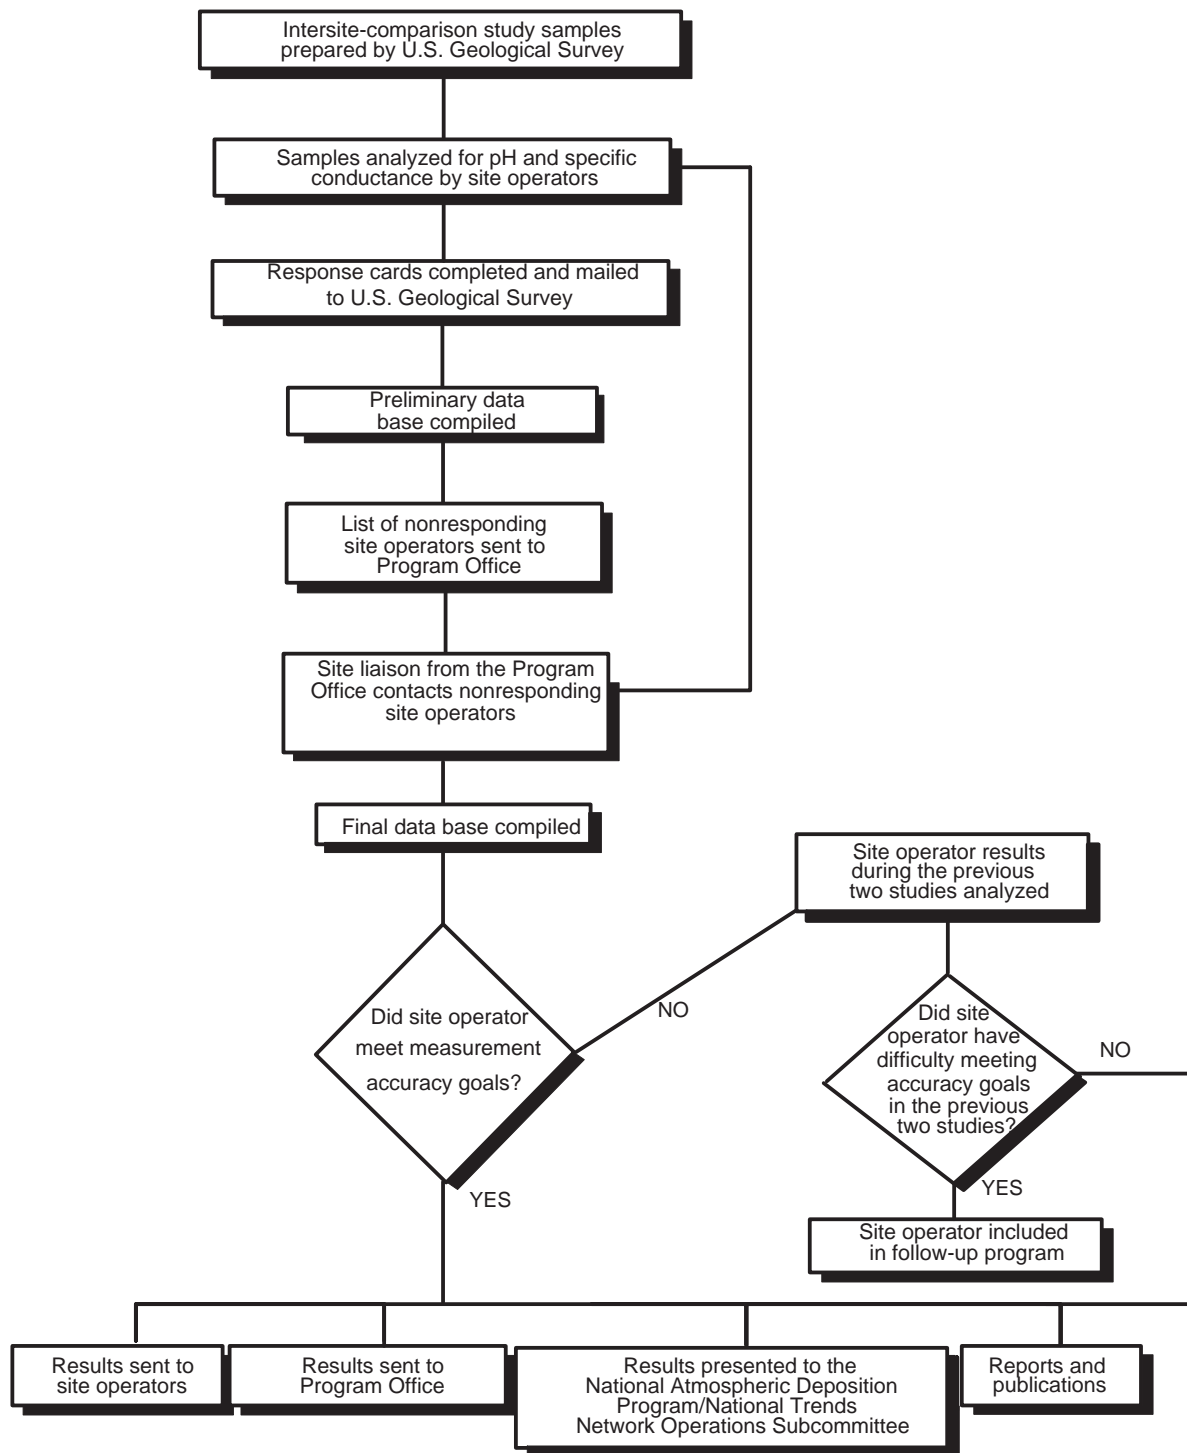 Intersite-comparison study samples
prepared by U.S. Geological Survey
Samples analyzed for pH and specific
conductance by site operators
Response cards completed and mailed
to U.S. Geological Survey
Preliminary data
base compiled
List of nonresponding
site operators sent to
Program Office
Site liaison from the Program
Office contacts nonresponding
site operators
Final data base compiled
Did site operator
meet measurement
accuracy goals?
NO
YES
Site operator results
during the previous
two studies analyzed
Did site
operator have
difficulty meeting
accuracy goals
in the previous
two studies?
NO
YES
Site operator included
in follow-up program
Results sent to
site operators
Results sent to
Program Office
Results presented to the
National Atmospheric Deposition
Program/National Trends
Network Operations Subcommittee
Reports and
publications